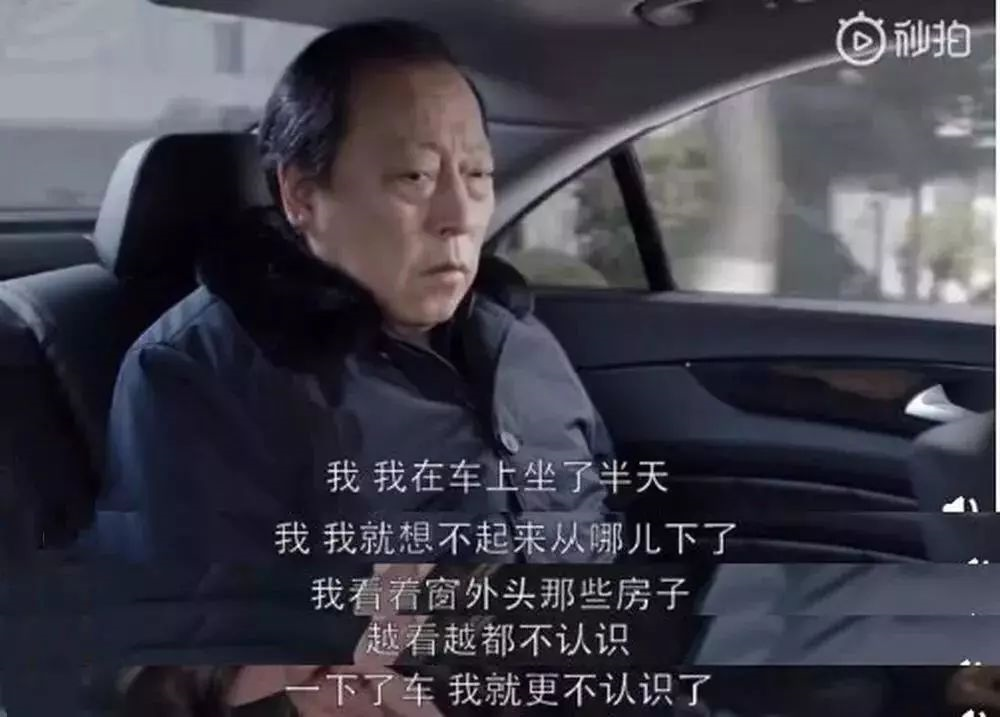 秒拍
我 我在车上坐了半天
我 我就想不起来从哪儿下了
我看着窗外头那些房子
越看越都不认识
一下了车 我就更不认识了